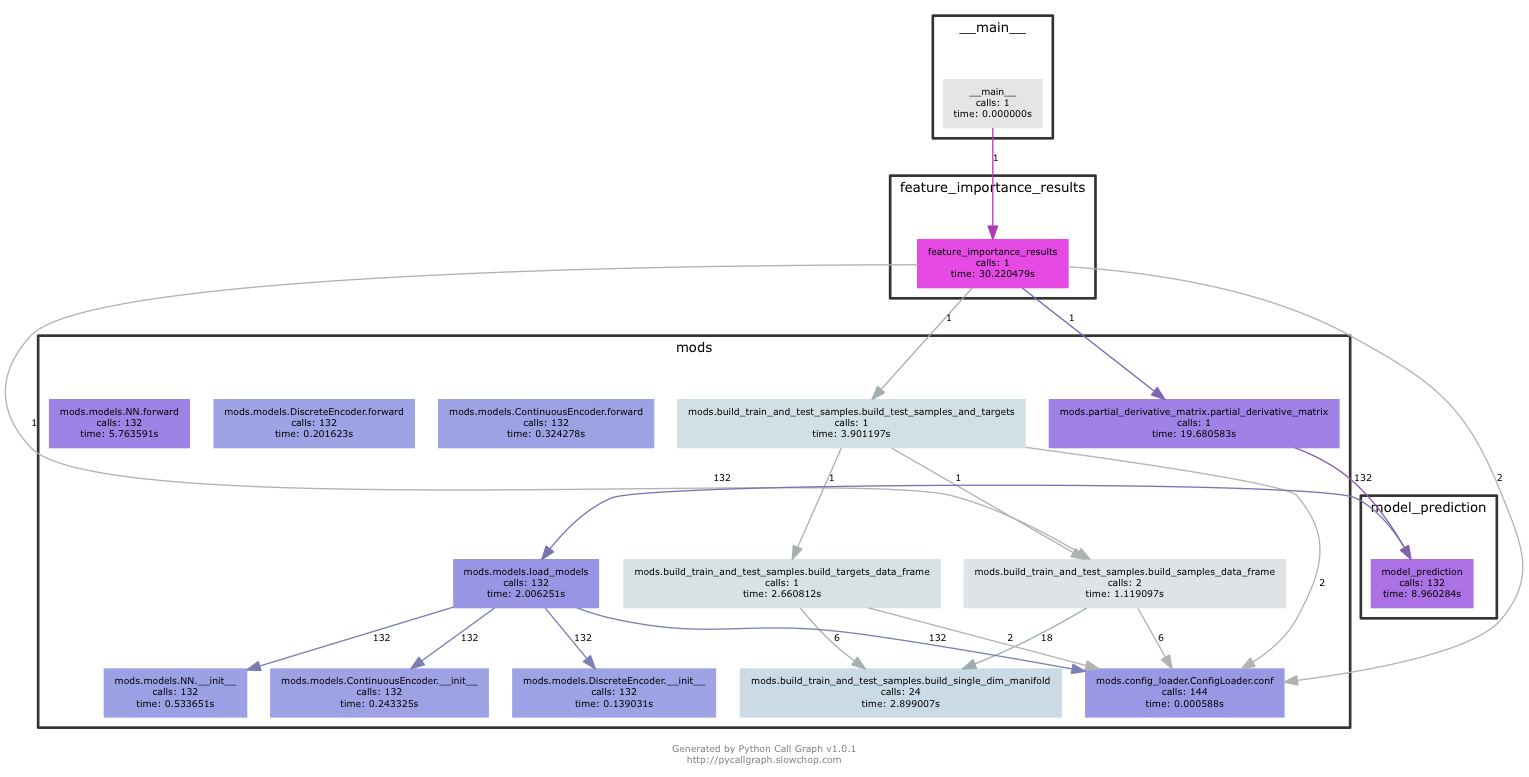 __main__
__main__
calls: 1
time: 0.000000s
1
feature_importance_results
feature_importance_results
calls: 1
time: 30.220479s
1
1
mods
mods.models.NN.forward
calls: 132
time: 5.763591s
mods.models.DiscreteEncoder.forward
calls: 132
time: 0.201623s
mods.models.ContinuousEncoder.forward
calls: 132
time: 0.324278s
mods.build_train_and_test_samples.build_test_samples_and_targets
calls: 1
time: 3.901197s
mods.partial_derivative_matrix.partial_derivative_matrix
calls: 1
time: 19.680583s
1
132
1
1
132
2
model_prediction
mods.models.load_models
calls: 132
time: 2.006251s
mods.build_train_and_test_samples.build_targets_data_frame
calls: 1
time: 2.660812s
mods.build_train_and_test_samples.build_samples_data_frame
calls: 2
time: 1.119097s
2
model_prediction
calls: 132
time: 8.960284s
132
132
132
6
132
2
18
6
mods.models.NN.__init__
calls: 132
time: 0.533651s
mods.models.ContinuousEncoder.__init__
calls: 132
time: 0.243325s
mods.models.DiscreteEncoder.__init__
calls: 132
time: 0.139031s
mods.build_train_and_test_samples.build_single_dim_manifold
calls: 24
time: 2.899007s
mods.config_loader.ConfigLoader.conf
calls: 144
time: 0.000588s
Generated by Python Call Graph v1.0.1
http://pycallgraph.slowchop.com